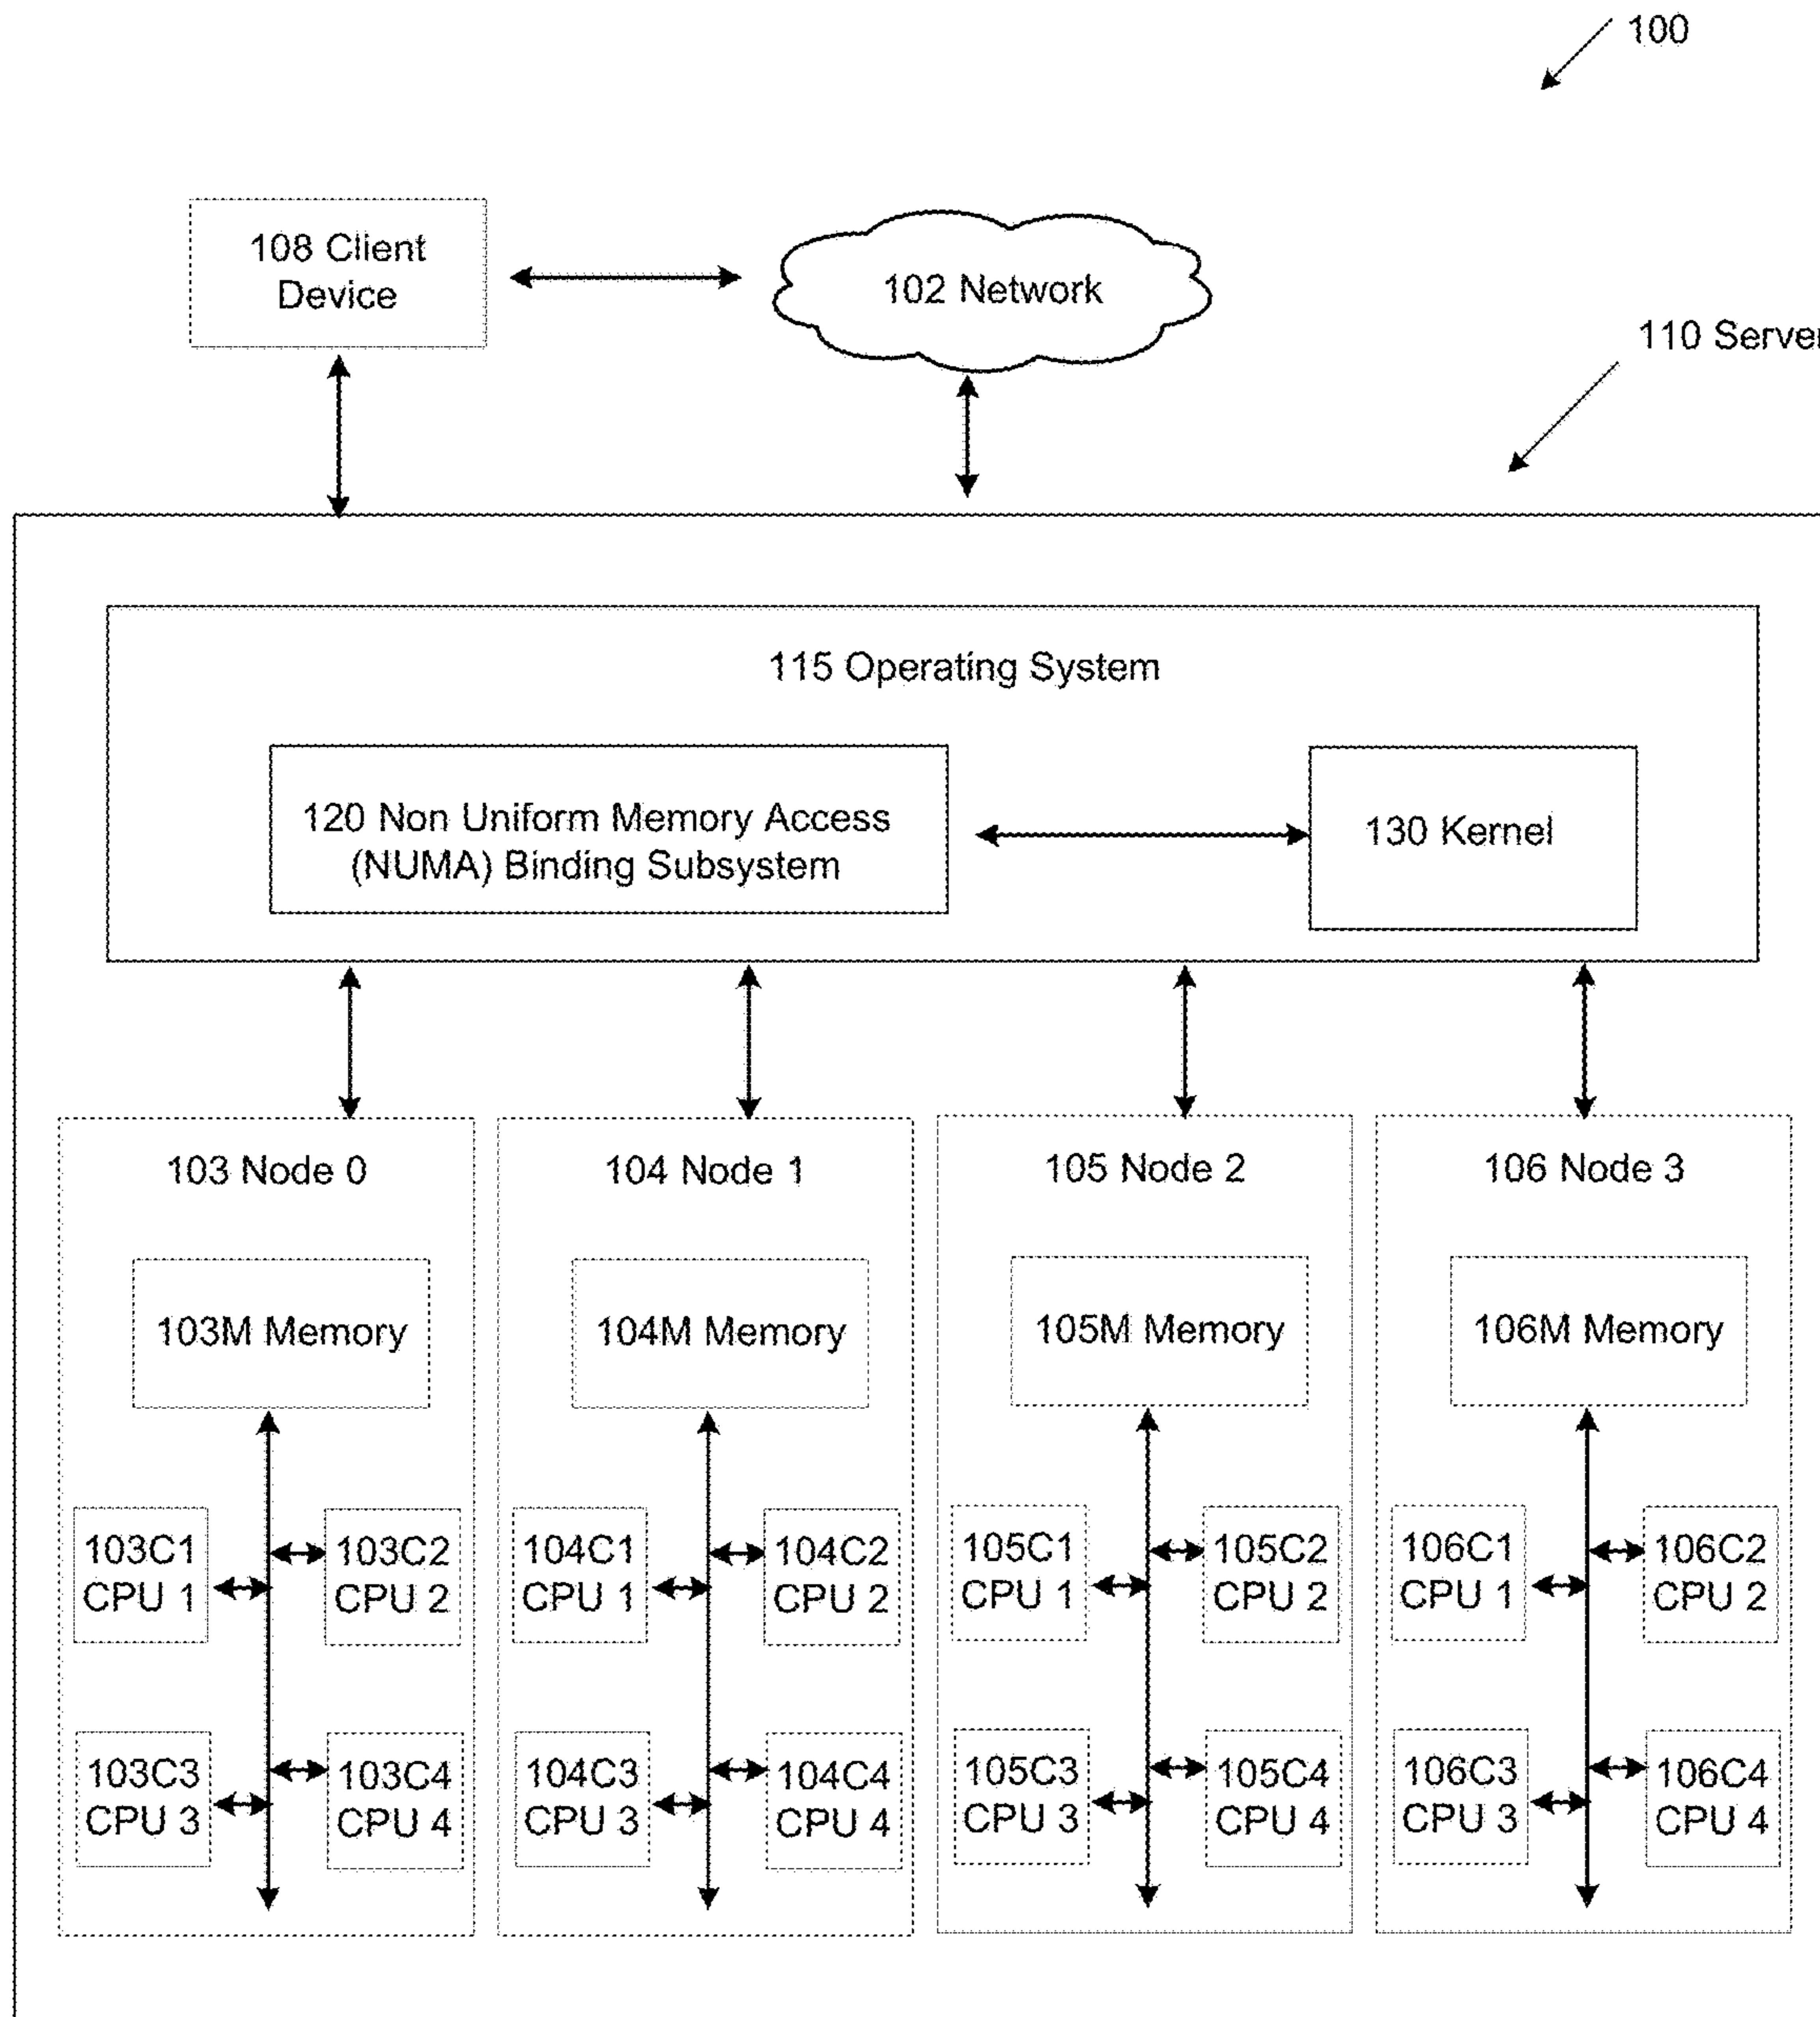 100
108 Client
Device
102 Network
110 Server
115 Operating System
120 Non Uniform Memory Access
(NUMA) Binding Subsystem
130 Kernel
103 Node 0
104 Node 1
105 Node 2
106 Node 3
103M Memory
104M Memory
105M Memory
106M Memory
103C1
CPU 1
103C2
CPU 2
104C1
CPU 1
104C2
CPU 2
105C1
CPU 1
105C2
CPU 2
106C1
CPU 1
106C2
CPU 2
103C3
CPU 3
103C4
CPU 4
104C3
CPU 3
104C4
CPU 4
105C3
CPU 3
105C4
CPU 4
106C3
CPU 3
106C4
CPU 4